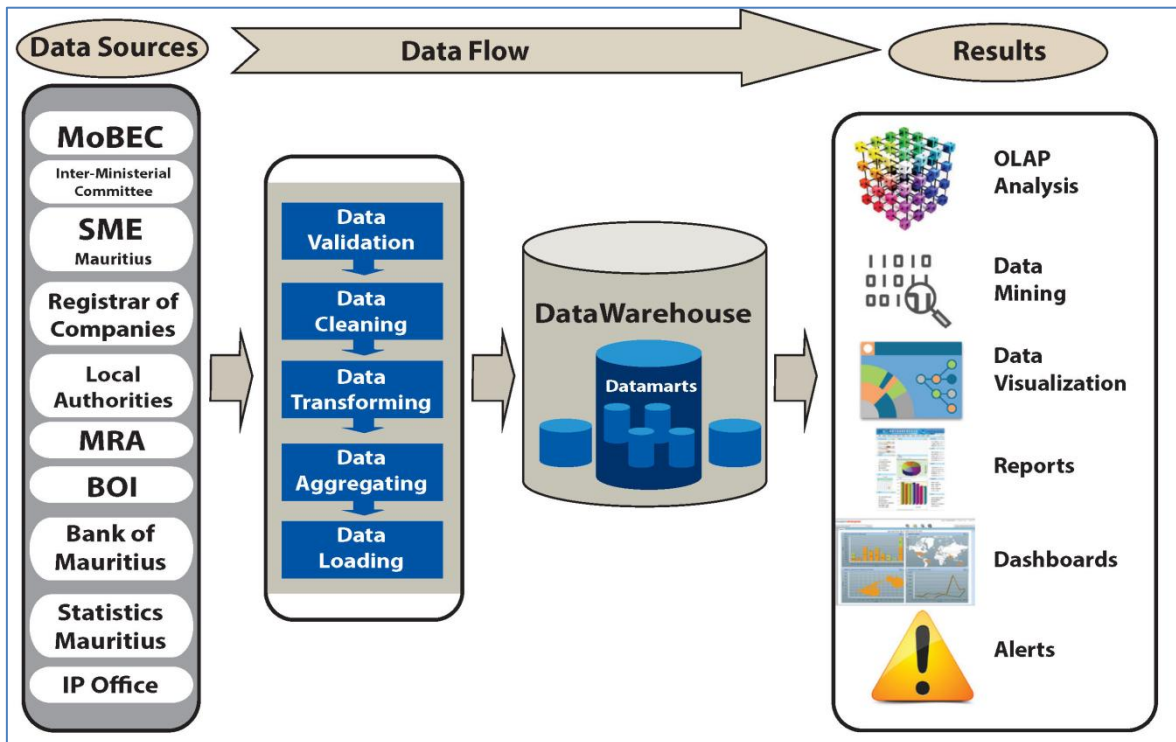 Data Sources
Data Flow
Results
MoBEC
Inter-Ministerial
Committee
SME
Mauritius
Registrar of
Companies
Local
Authorities
MRA
BOI
Bank of
Mauritius
Statistics
Mauritius
IP Office
Data
Validation
Data
Cleaning
Data
Transforming
Data
Aggregating
Data
Loading
DataWarehouse
Datamarts
OLAP
Analysis
11010
01011
001
Data
Mining
Data
Visualization
Reports
Dashboards
Alerts